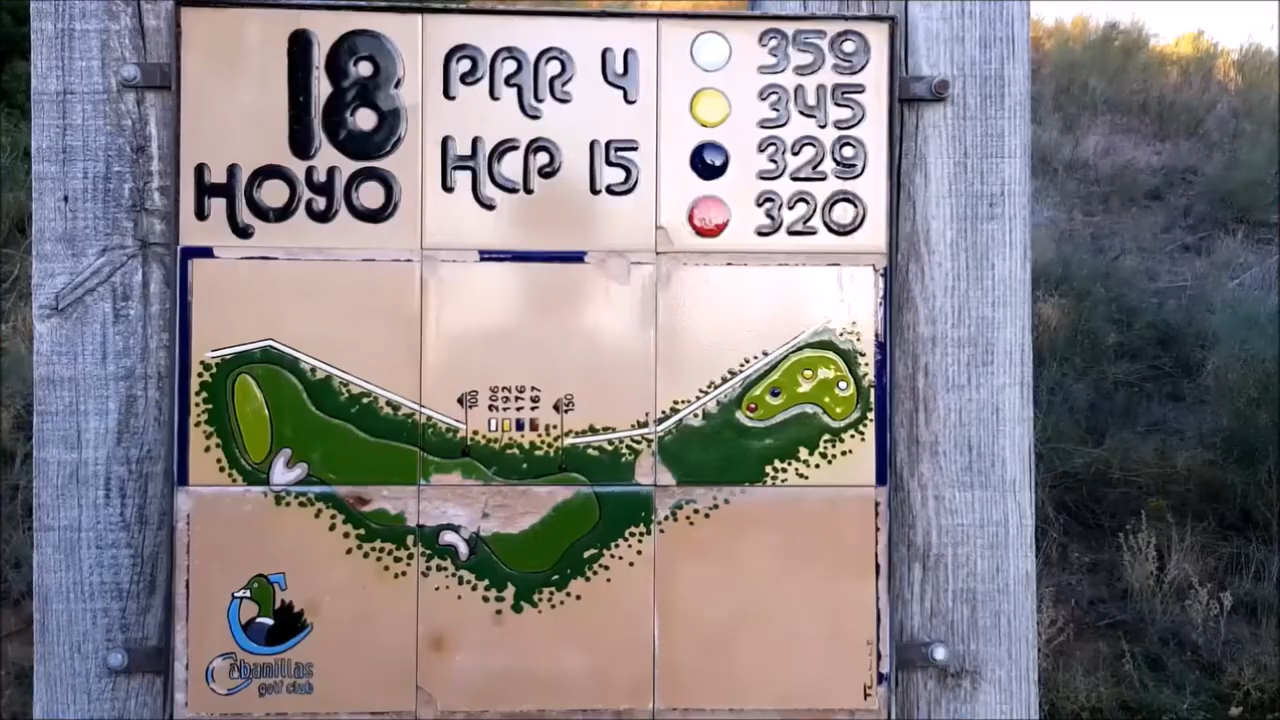 18
HOYO
PAR 4
HCP 15
359
345
329
320
100
206
192
176
167
150
Cabanillas
golf club